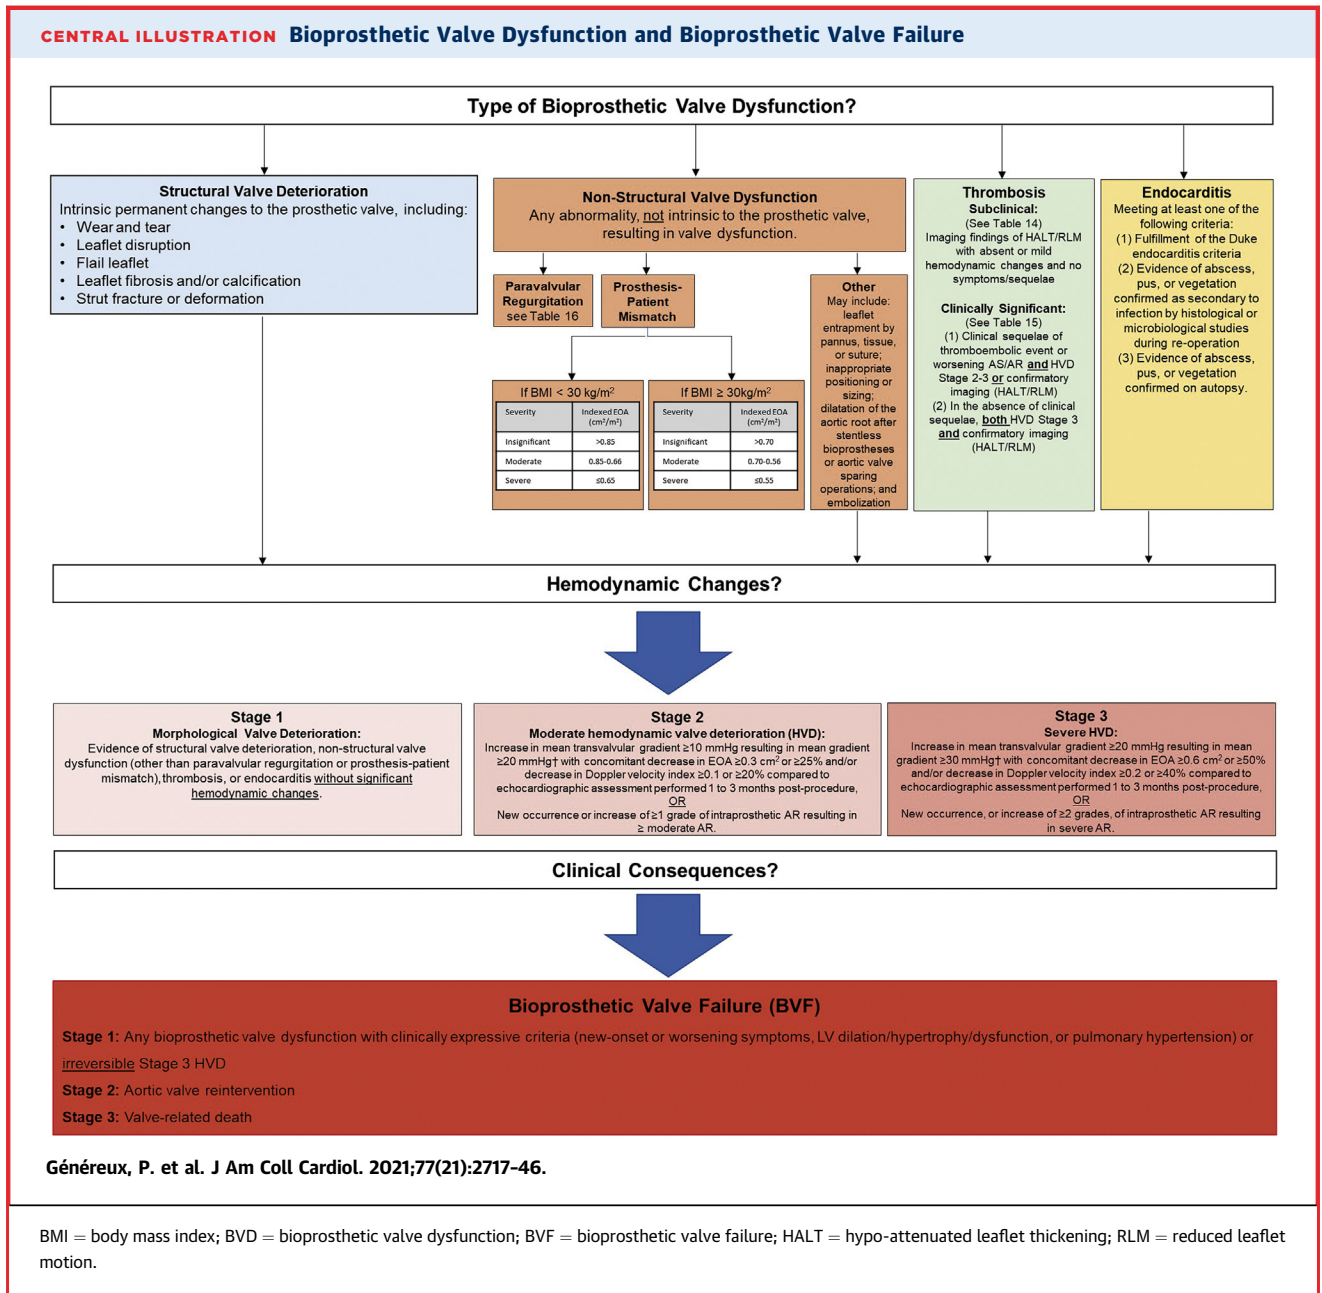 CENTRAL ILLUSTRATION Bioprosthetic Valve Dysfunction and Bioprosthetic Valve Failure
Type of Bioprosthetic Valve Dysfunction?
Structural Valve Deterioration
Intrinsic permanent changes to the prosthetic valve, including:
• Wear and tear
• Leaflet disruption
• Flail leaflet
• Leaflet fibrosis and/or calcification
• Strut fracture or deformation
Non-Structural Valve Dysfunction
Any abnormality, not intrinsic to the prosthetic valve,
resulting in valve dysfunction.
Paravalvular
Regurgitation
see Table 16
Prosthesis-
Patient
Mismatch
If BMI < 30 kg/m²
Severity Indexed EOA
(cm²/m²)
Insignificant >0.85
Moderate 0.85-0.66
Severe ≤0.65
If BMI ≥ 30kg/m²
Severity Indexed EOA
(cm²/m²)
Insignificant >0.70
Moderate 0.70-0.56
Severe ≤0.55
Other
May include:
leaflet
entrapment by
pannus, tissue,
or suture;
inappropriate
positioning or
sizing;
dilatation of the
aortic root after
stentless
bioprostheses
or aortic valve
sparing
operations; and
embolization
Thrombosis
Subclinical:
(See Table 14)
Imaging findings of HALT/RLM
with absent or mild
hemodynamic changes and no
symptoms/sequelae
Clinically Significant:
(See Table 15)
(1) Clinical sequelae of
thromboembolic event or
worsening AS/AR and HVD
Stage 2-3 or confirmatory
imaging (HALT/RLM)
(2) In the absence of clinical
sequelae, both HVD Stage 3
and confirmatory imaging
(HALT/RLM)
Endocarditis
Meeting at least one of the
following criteria:
(1) Fulfillment of the Duke
endocarditis criteria
(2) Evidence of abscess,
pus, or vegetation
confirmed as secondary to
infection by histological or
microbiological studies
during re-operation
(3) Evidence of abscess,
pus, or vegetation
confirmed on autopsy.
Hemodynamic Changes?
Stage 1
Morphological Valve Deterioration:
Evidence of structural valve deterioration, non-structural valve
dysfunction (other than paravalvular regurgitation or prosthesis-patient
mismatch), thrombosis, or endocarditis without significant
hemodynamic changes.
Stage 2
Moderate hemodynamic valve deterioration (HVD):
Increase in mean transvalvular gradient ≥10 mmHg resulting in mean gradient
≥20 mmHg† with concomitant decrease in EOA ≥0.3 cm² or ≥25% and/or
decrease in Doppler velocity index ≥0.1 or ≥20% compared to
echocardiographic assessment performed 1 to 3 months post-procedure,
OR
New occurrence or increase of ≥1 grade of intraprosthetic AR resulting in
≥ moderate AR.
Stage 3
Severe HVD:
Increase in mean transvalvular gradient ≥20 mmHg resulting in mean
gradient ≥30 mmHg† with concomitant decrease in EOA ≥0.6 cm² or ≥50%
and/or decrease in Doppler velocity index ≥0.2 or ≥40% compared to
echocardiographic assessment performed 1 to 3 months post-procedure,
OR
New occurrence, or increase of ≥2 grades, of intraprosthetic AR resulting
in severe AR.
Clinical Consequences?
Bioprosthetic Valve Failure (BVF)
Stage 1: Any bioprosthetic valve dysfunction with clinically expressive criteria (new-onset or worsening symptoms, LV dilation/hypertrophy/dysfunction, or pulmonary hypertension) or
irreversible Stage 3 HVD
Stage 2: Aortic valve reintervention
Stage 3: Valve-related death
Généreux, P. et al. J Am Coll Cardiol. 2021;77(21):2717–46.
BMI = body mass index; BVD = bioprosthetic valve dysfunction; BVF = bioprosthetic valve failure; HALT = hypo-attenuated leaflet thickening; RLM = reduced leaflet
motion.